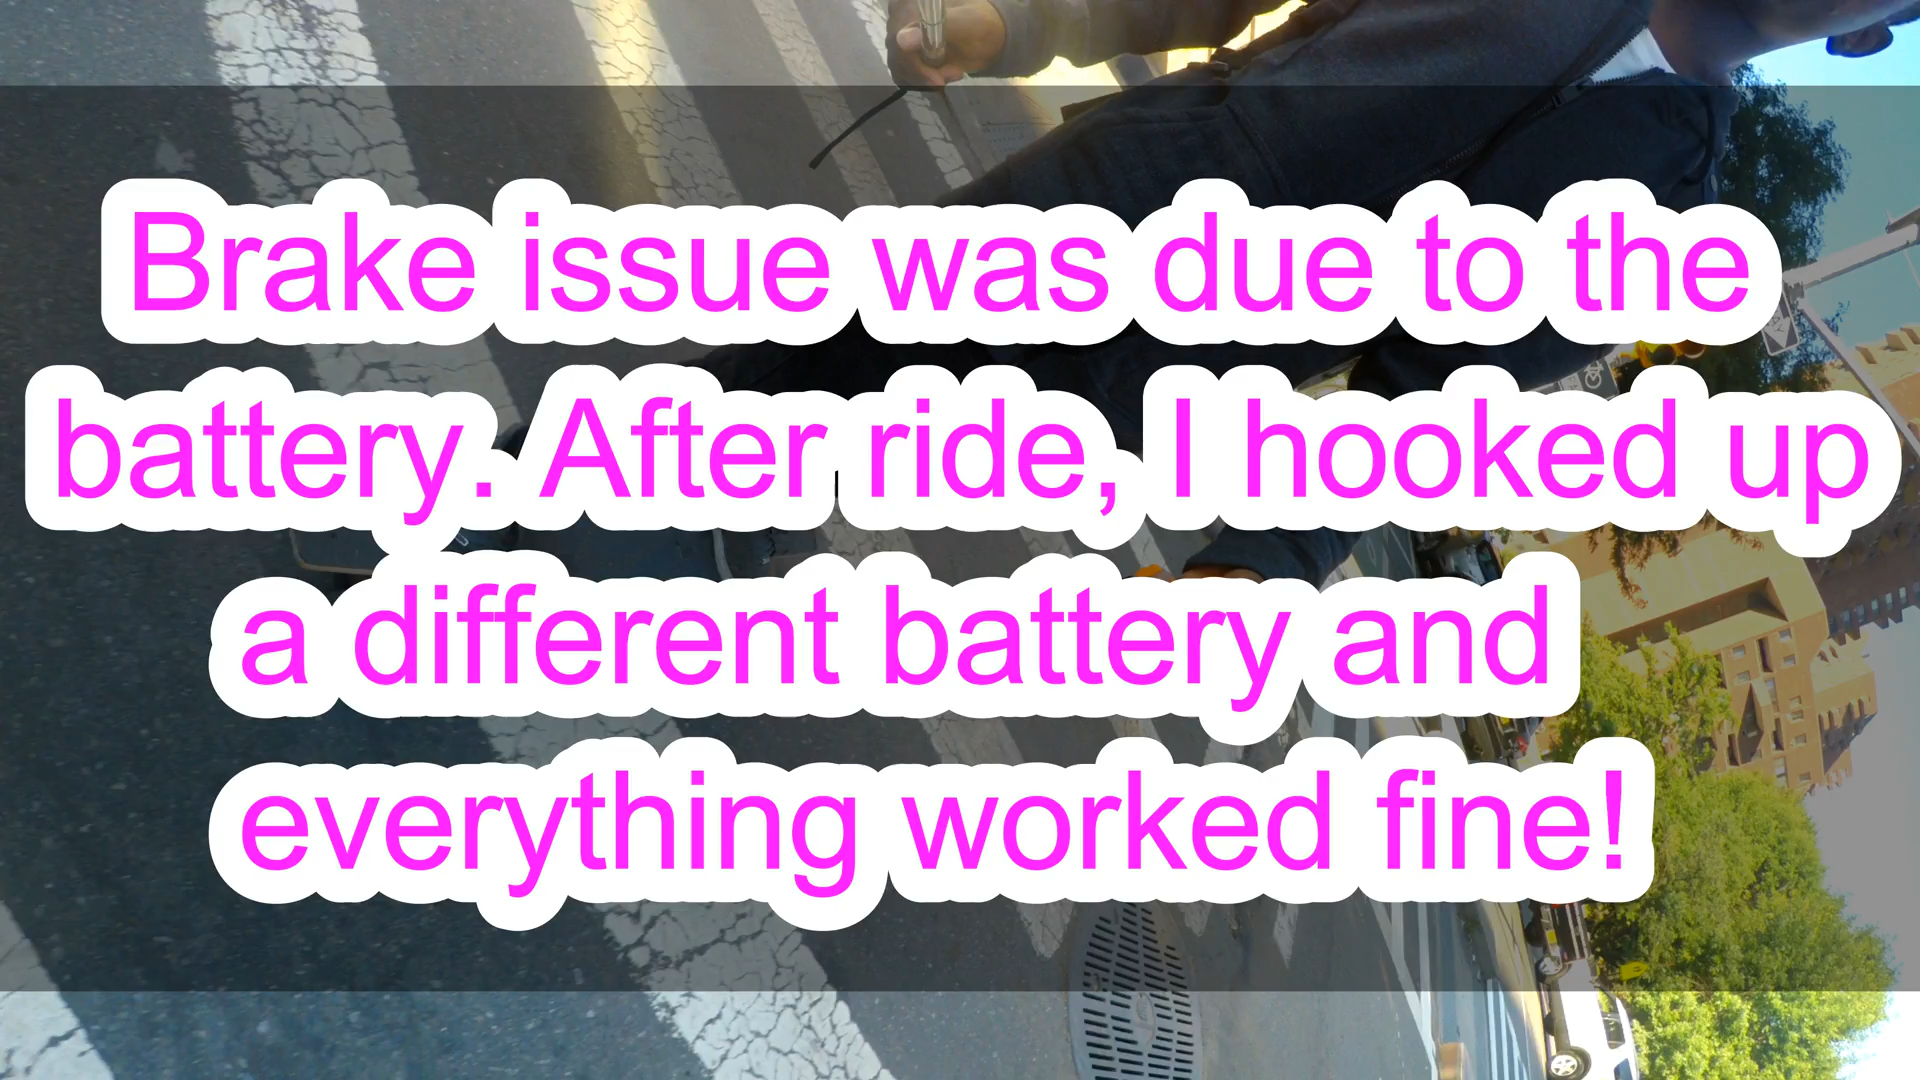 Brake issue was due to the
battery. After ride, I hooked up
a different battery and
everything worked fine!